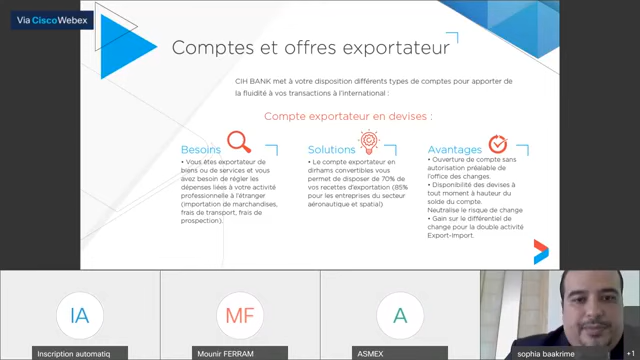 Via Cisco Webex
Comptes et offres exportateur
CIH BANK met à votre disposition différents types de comptes pour apporter de
la fluidité à vos transactions à l'international :
Compte exportateur en devises :
Besoins
• Vous êtes exportateur de
biens ou de services et vous
avez besoin de régler les
dépenses liées à votre activité
professionnelle à l'étranger
(importation de marchandises,
frais de transport, frais de
prospection).
Solutions
• Le compte exportateur en
dirhams convertibles vous
permet de disposer de 70% de
vos recettes d'exportation (85%
pour les entreprises du secteur
aéronautique et spatial)
Avantages
• Ouverture de compte sans
autorisation préalable de
l'office des changes.
• Disponibilité des devises à
tout moment à hauteur du
solde du compte.
Neutralise le risque de change
• Gain sur le différentiel de
change pour la double activité
Export-Import.
IA
Inscription automatiq
MF
Mounir FERRAM
A
ASMEX
sophia baakrime
+1